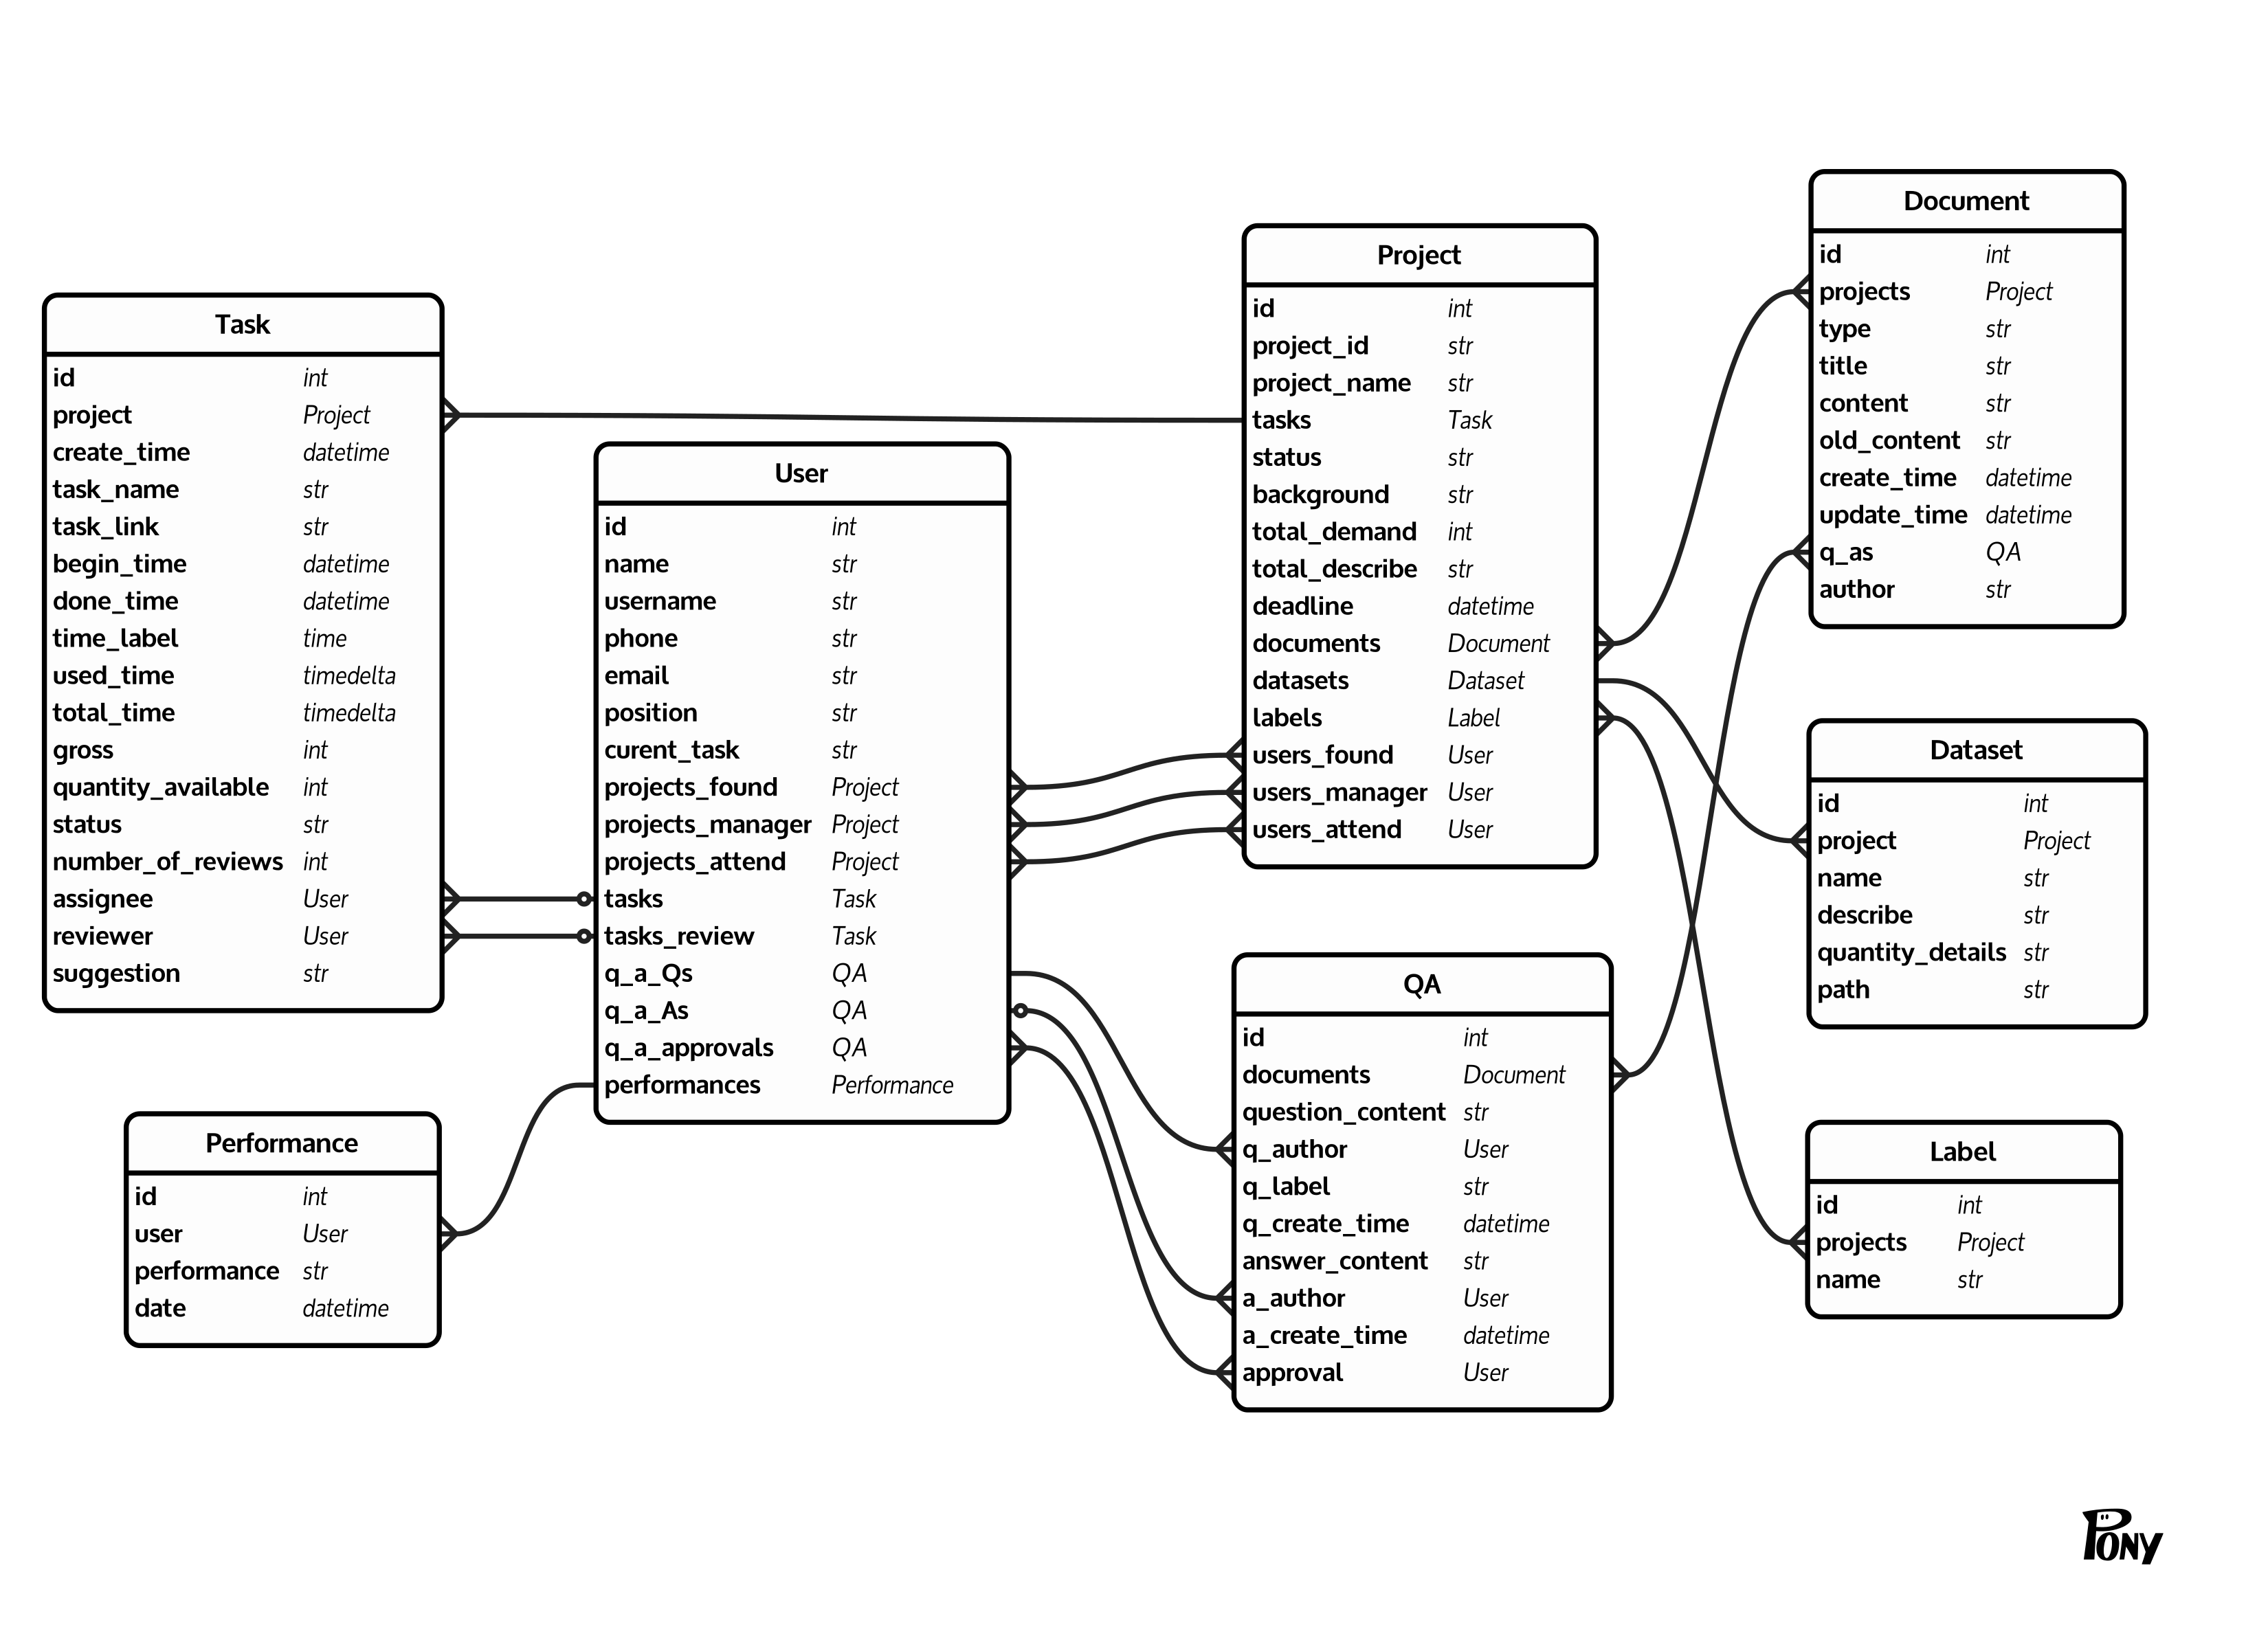 Task
id int
project Project
create_time datetime
task_name str
task_link str
begin_time datetime
done_time datetime
time_label time
used_time timedelta
total_time timedelta
gross int
quantity_available int
status str
number_of_reviews int
assignee User
reviewer User
suggestion str
Performance
id int
user User
performance str
date datetime
User
id int
name str
username str
phone str
email str
position str
curent_task str
projects_found Project
projects_manager Project
projects_attend Project
tasks Task
tasks_review Task
q_a_Qs QA
q_a_As QA
q_a_approvals QA
performances Performance
Project
id int
project_id str
project_name str
tasks Task
status str
background str
total_demand int
total_describe str
deadline datetime
documents Document
datasets Dataset
labels Label
users_found User
users_manager User
users_attend User
QA
id int
documents Document
question_content str
q_author User
q_label str
q_create_time datetime
answer_content str
a_author User
a_create_time datetime
approval User
Document
id int
projects Project
type str
title str
content str
old_content str
create_time datetime
update_time datetime
q_as QA
author str
Dataset
id int
project Project
name str
describe str
quantity_details str
path str
Label
id int
projects Project
name str
PONY